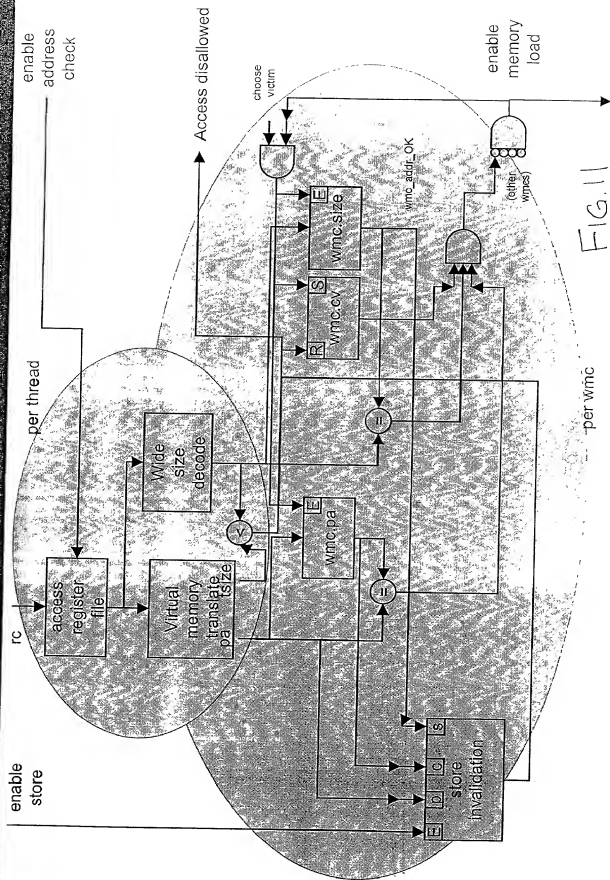 enable
store
rc
per thread
enable
address
check
access
register
file
Wide
size
decode
Virtual
memory
translate
pa tsize
<
Access disallowed
choose
victim
wmc.pa
E
wmc.cv
R
S
wmc.size
E
=
=
wmc_addr_OK
enable
memory
load
(other
wmcs)
E
p
c
s
store
invalidation
per wmc
FIG 11